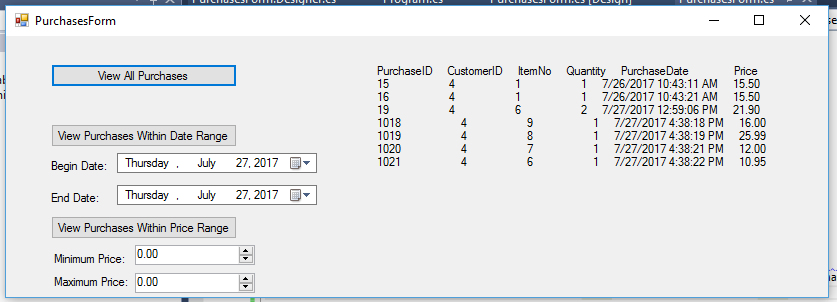 PurchasesForm.Designer.cs Program.cs PurchasesForm.cs [Design] PurchasesForm.cs
PurchasesForm
View All Purchases
View Purchases Within Date Range
Begin Date: Thursday , July 27, 2017
End Date: Thursday , July 27, 2017
View Purchases Within Price Range
Minimum Price: 0.00
Maximum Price: 0.00
PurchaseID CustomerID ItemNo Quantity PurchaseDate Price
15 4 1 1 7/26/2017 10:43:11 AM 15.50
16 4 1 1 7/26/2017 10:43:21 AM 15.50
19 4 6 2 7/27/2017 12:59:06 PM 21.90
1018 4 9 1 7/27/2017 4:38:18 PM 16.00
1019 4 8 1 7/27/2017 4:38:19 PM 25.99
1020 4 7 1 7/27/2017 4:38:21 PM 12.00
1021 4 6 1 7/27/2017 4:38:22 PM 10.95